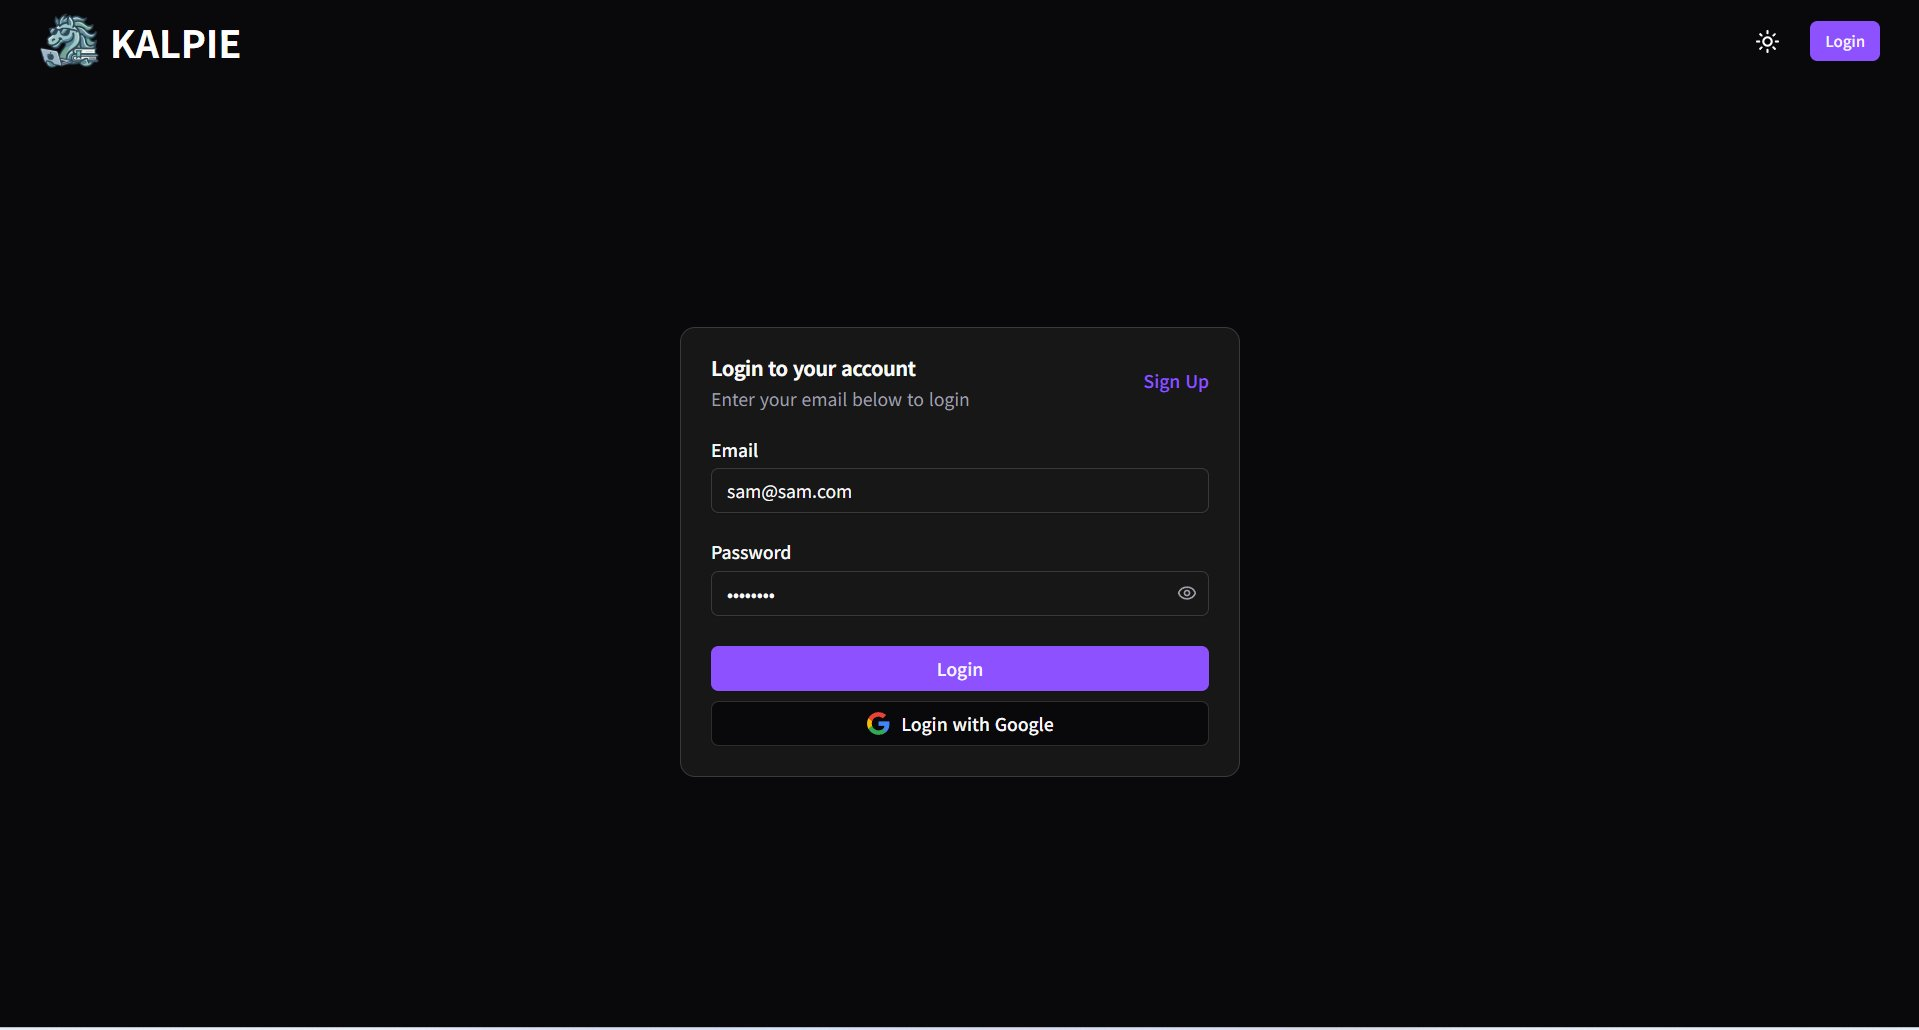 KALPIE
Login
Login to your account
Enter your email below to login
Sign Up
Email
sam@sam.com
Password
••••••••
Login
Login with Google